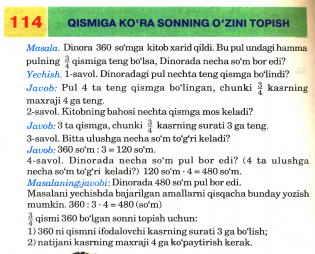 114 QISMIGA KO‘RA SONNING O‘ZINI TOPISH
Masala. Dinora 360 so‘mga kitob xarid qildi. Bu pul undagi hamma
pulning 3/4 qismiga teng bo‘lsa, Dinorada necha so‘m bor edi?
Yechish. 1-savol. Dinoradagi pul nechta teng qismga bo‘lindi?
Javob: Pul 4 ta teng qismga bo‘lingan, chunki 3/4 kasrning
maxraji 4 ga teng.
2-savol. Kitobning bahosi nechta qismga mos keladi?
Javob: 3 ta qismga, chunki 3/4 kasrning surati 3 ga teng.
3-savol. Bitta ulushga necha so‘m to‘g‘ri keladi?
Javob: 360 so‘m : 3 = 120 so‘m.
4-savol. Dinorada necha so‘m pul bor edi? (4 ta ulushga
necha so‘m to‘g‘ri keladi?) 120 so‘m · 4 = 480 so‘m.
Masalaning javobi: Dinorada 480 so‘m pul bor edi.
Masalani yechishda bajarilgan amallarni qisqacha bunday yozish
mumkin. 360 : 3 · 4 = 480 (so‘m)
3/4 qismi 360 bo‘lgan sonni topish uchun:
1) 360 ni qismni ifodalovchi kasrning surati 3 ga bo‘lish;
2) natijani kasrning maxraji 4 ga ko‘paytirish kerak.